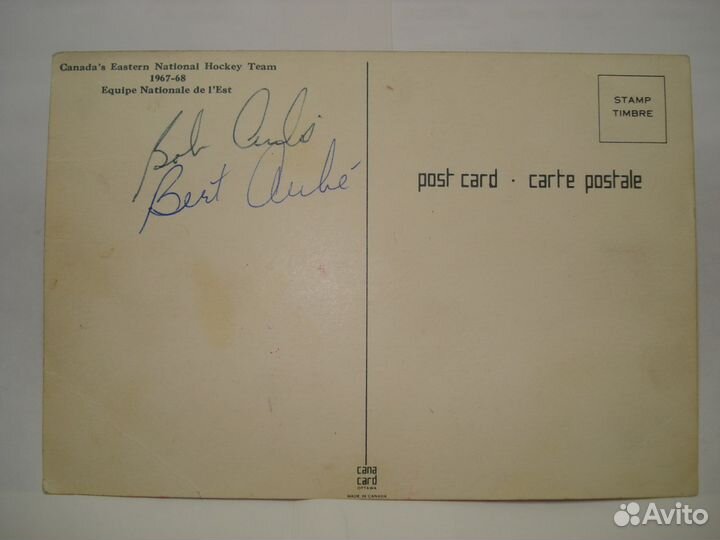 Canada's Eastern National Hockey Team
1967-68
Equipe Nationale de l'Est
Bob
Bert Aubé
STAMP
TIMBRE
post card · carte postale
cana
card
OTTAWA
MADE IN CANADA
Avito